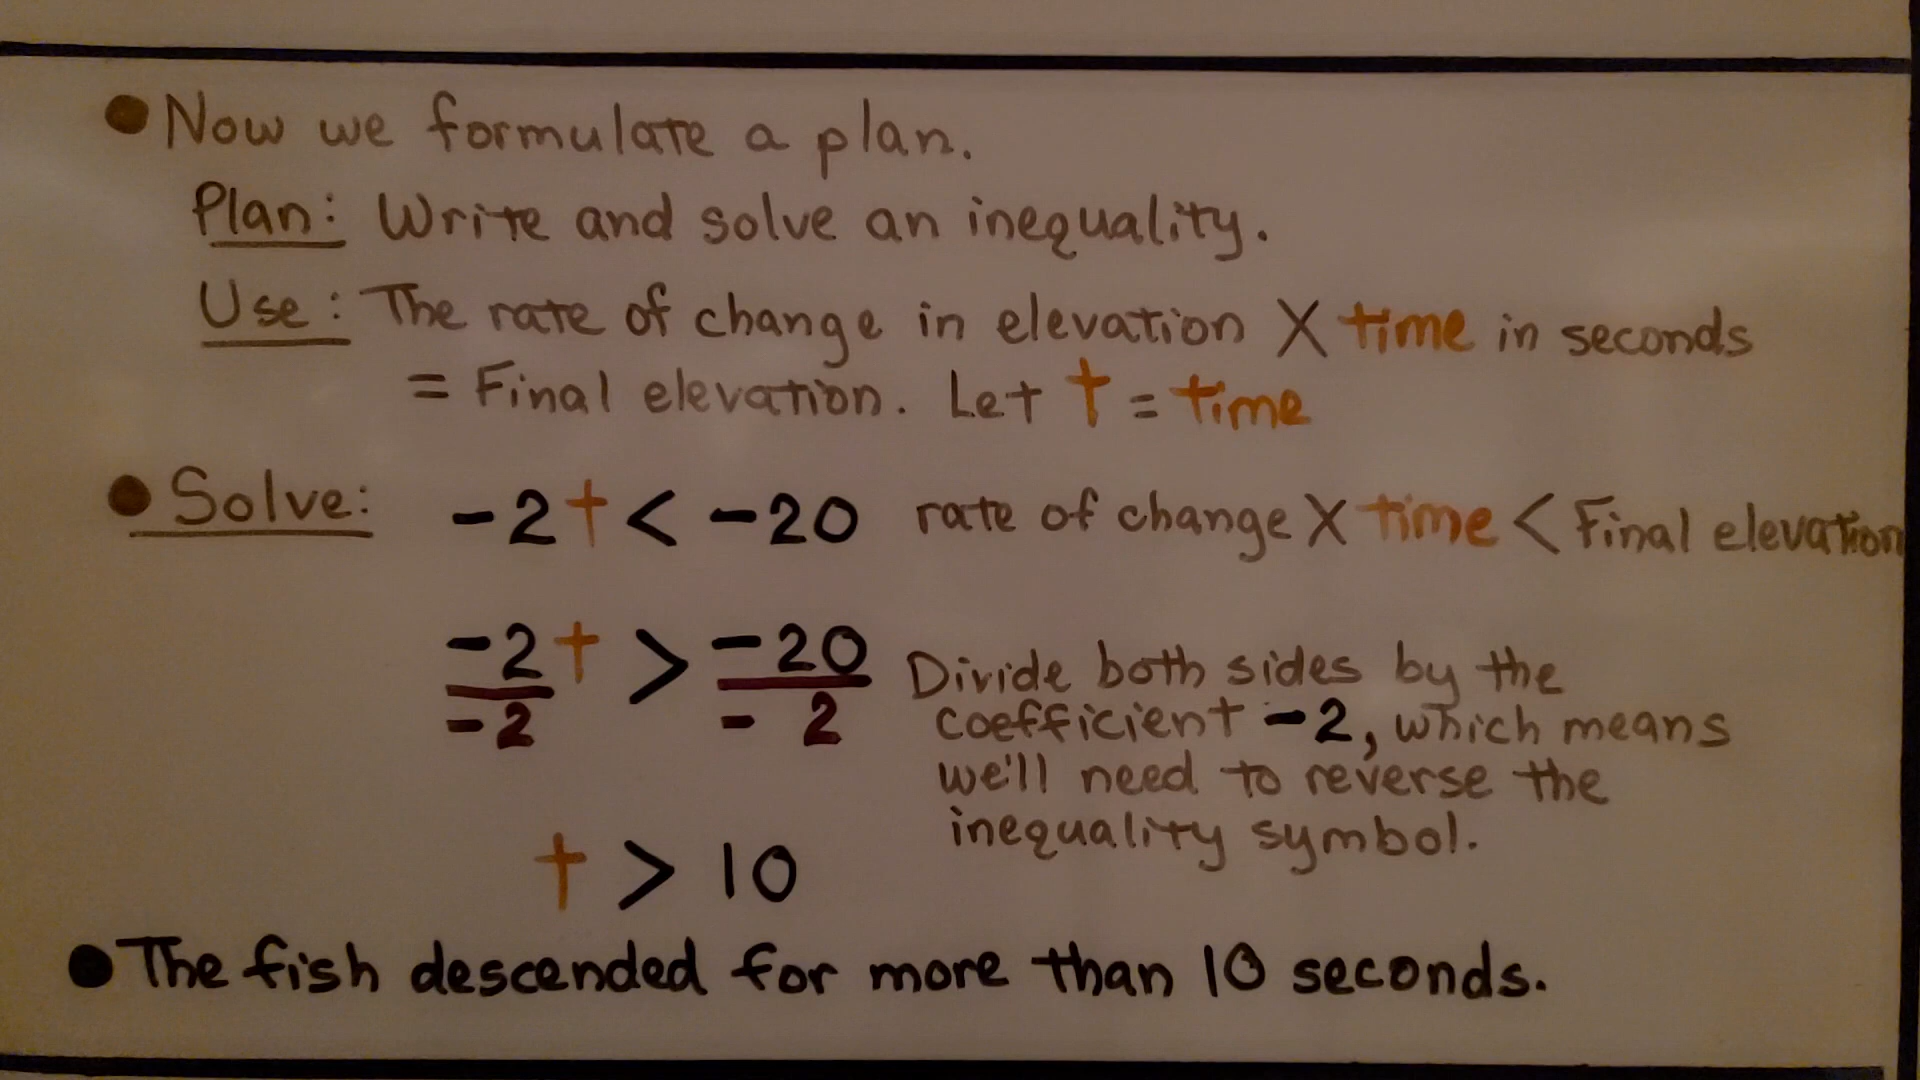 ● Now we formulate a plan.
Plan: Write and solve an inequality.
Use: The rate of change in elevation X time in seconds
= Final elevation. Let t = time
● Solve: -2t < -20 rate of change X time < Final elevation
-2t/-2 > -20/-2 Divide both sides by the
coefficient -2, which means
we'll need to reverse the
inequality symbol.
t > 10
● The fish descended for more than 10 seconds.